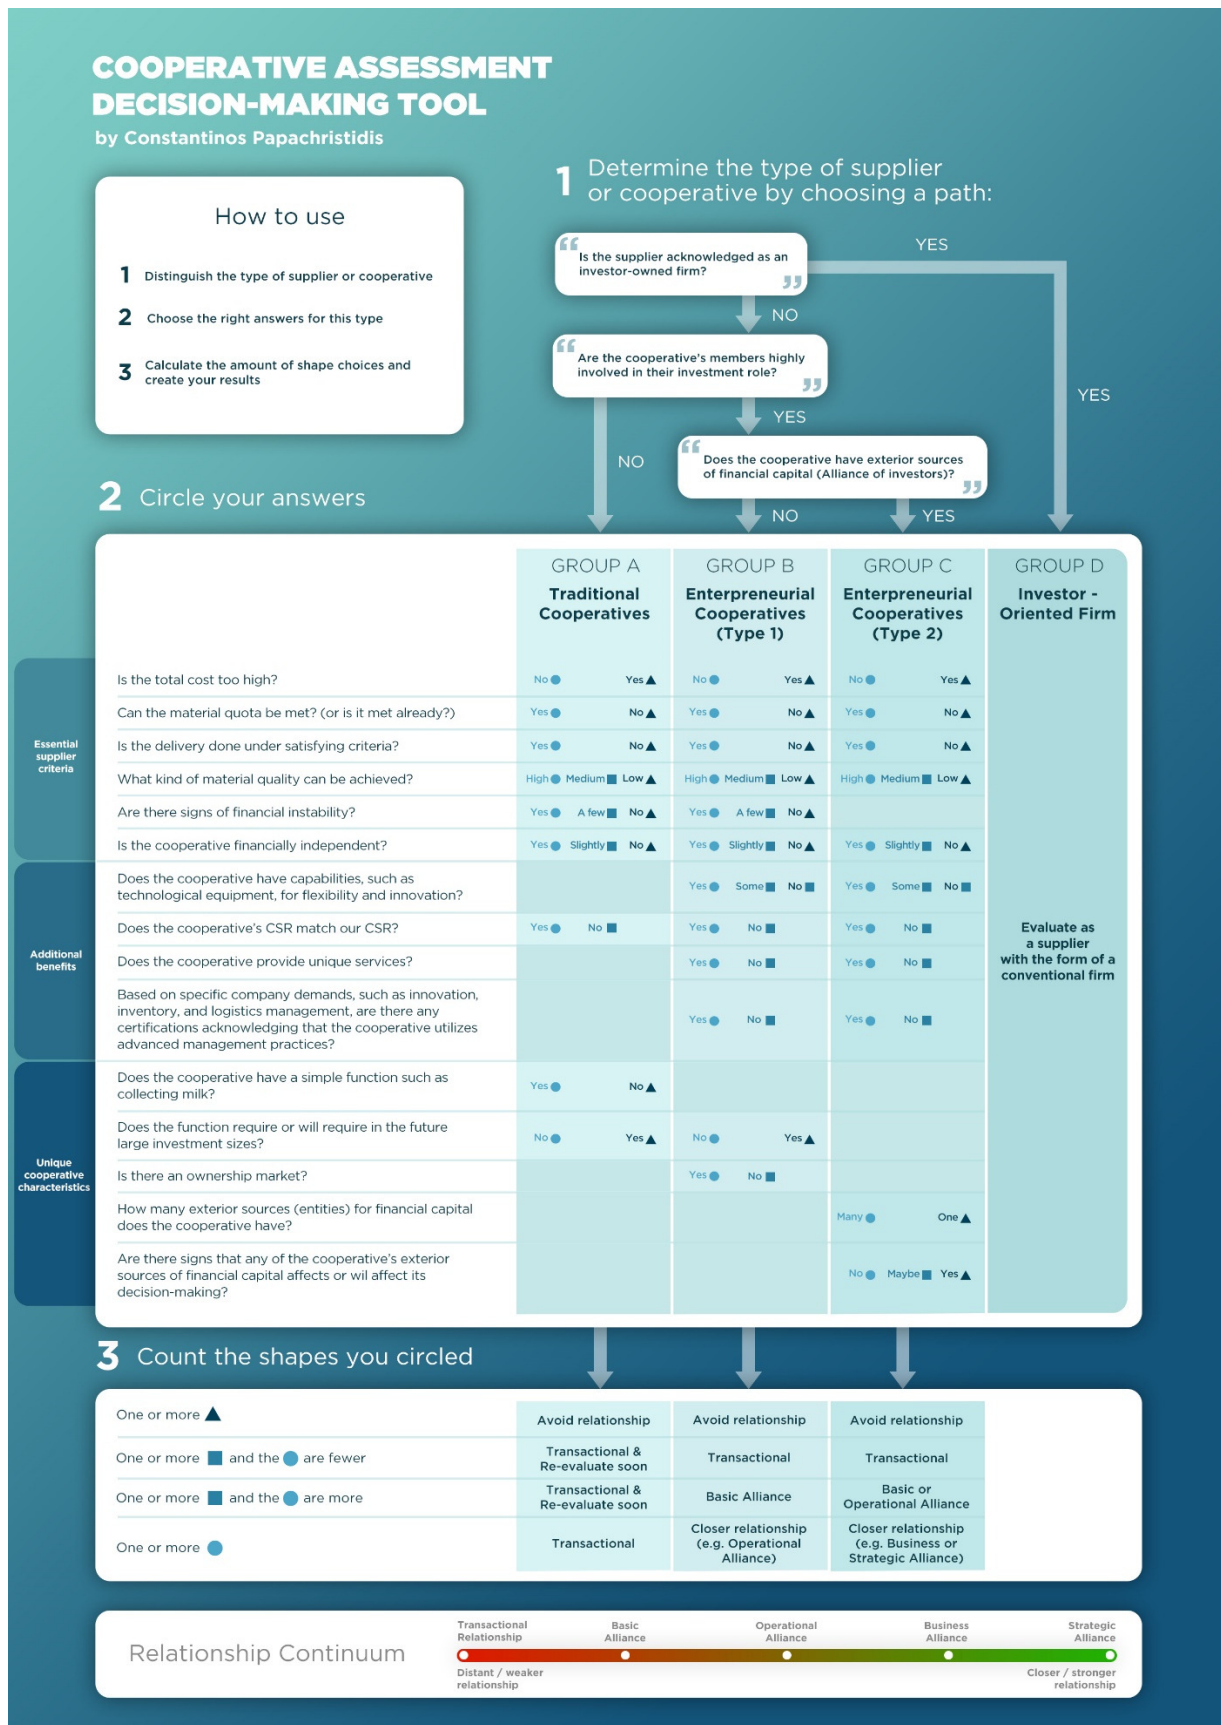 COOPERATIVE ASSESSMENT
DECISION-MAKING TOOL
by Constantinos Papachristidis
How to use
1 Distinguish the type of supplier or cooperative
2 Choose the right answers for this type
3 Calculate the amount of shape choices and
create your results
1 Determine the type of supplier
or cooperative by choosing a path:
Is the supplier acknowledged as an
investor-owned firm?
YES
NO
Are the cooperative's members highly
involved in their investment role?
YES
YES
NO
Does the cooperative have exterior sources
of financial capital (Alliance of investors)?
NO
YES
2 Circle your answers
GROUP A
Traditional
Cooperatives
GROUP B
Enterpreneurial
Cooperatives
(Type 1)
GROUP C
Enterpreneurial
Cooperatives
(Type 2)
GROUP D
Investor -
Oriented Firm
Essential
supplier
criteria
Is the total cost too high?
No Yes No Yes No Yes
Can the material quota be met? (or is it met already?)
Yes No Yes No Yes No
Is the delivery done under satisfying criteria?
Yes No Yes No Yes No
What kind of material quality can be achieved?
High Medium Low High Medium Low High Medium Low
Are there signs of financial instability?
Yes A few No Yes A few No
Is the cooperative financially independent?
Yes Slightly No Yes Slightly No Yes Slightly No
Additional
benefits
Does the cooperative have capabilities, such as
technological equipment, for flexibility and innovation?
Yes Some No Yes Some No
Does the cooperative's CSR match our CSR?
Yes No Yes No Yes No
Does the cooperative provide unique services?
Yes No Yes No
Based on specific company demands, such as innovation,
inventory, and logistics management, are there any
certifications acknowledging that the cooperative utilizes
advanced management practices?
Yes No Yes No
Evaluate as
a supplier
with the form of a
conventional firm
Unique
cooperative
characteristics
Does the cooperative have a simple function such as
collecting milk?
Yes No
Does the function require or will require in the future
large investment sizes?
No Yes No Yes
Is there an ownership market?
Yes No
How many exterior sources (entities) for financial capital
does the cooperative have?
Many One
Are there signs that any of the cooperative's exterior
sources of financial capital affects or wil affect its
decision-making?
No Maybe Yes
3 Count the shapes you circled
One or more
Avoid relationship
Avoid relationship
Avoid relationship
One or more and the are fewer
Transactional &
Re-evaluate soon
Transactional
Transactional
One or more and the are more
Transactional &
Re-evaluate soon
Basic Alliance
Basic or
Operational Alliance
One or more
Transactional
Closer relationship
(e.g. Operational
Alliance)
Closer relationship
(e.g. Business or
Strategic Alliance)
Relationship Continuum
Transactional
Relationship
Basic
Alliance
Operational
Alliance
Business
Alliance
Strategic
Alliance
Distant / weaker
relationship
Closer / stronger
relationship